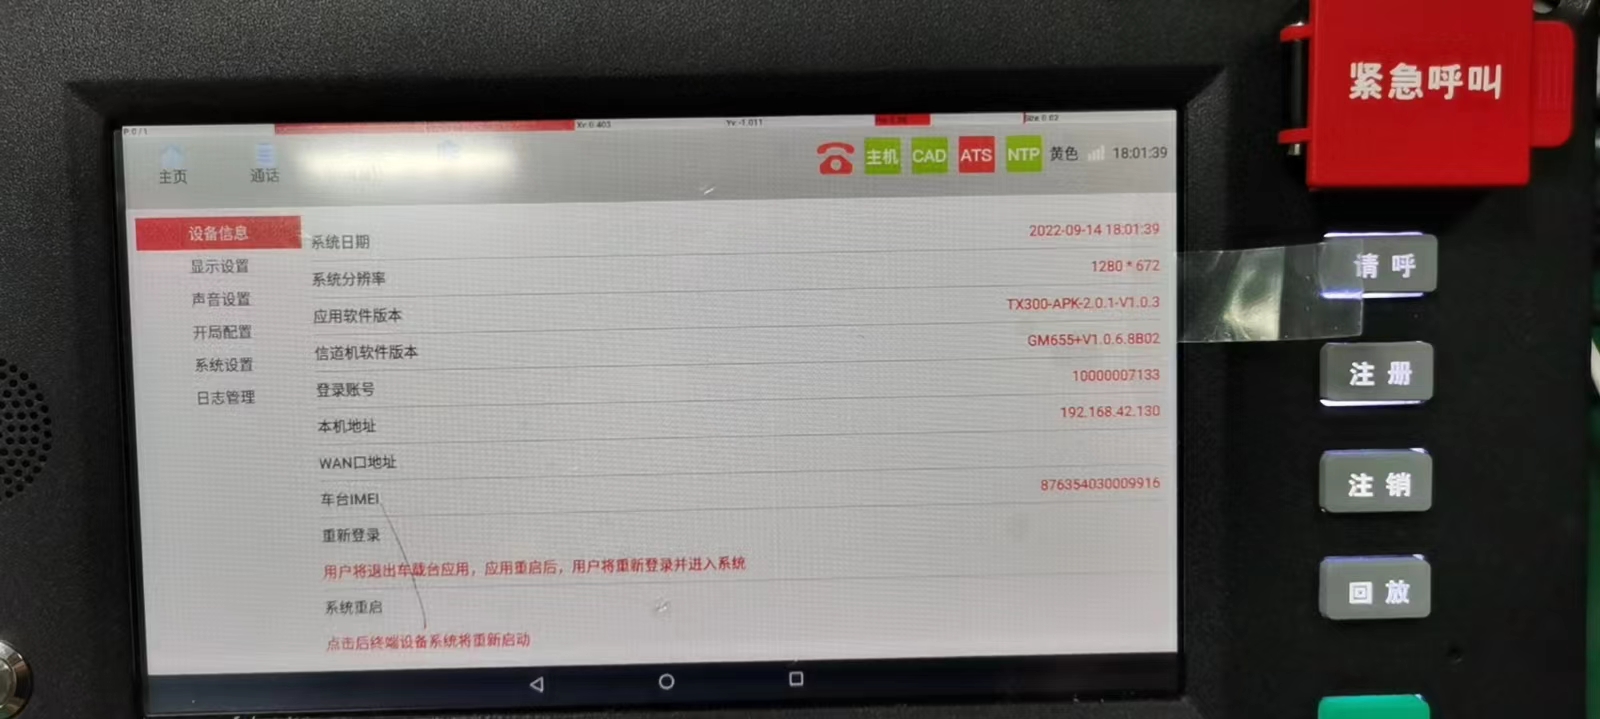 紧急呼叫
P:0/1
Xv:0.403
Yv:-1.011
主页
通话
主机
CAD
ATS
NTP
黄色
18:01:39
设备信息
显示设置
声音设置
开局配置
系统设置
日志管理
系统日期 2022-09-14 18:01:39
系统分辨率 1280*672
应用软件版本 TX300-APK-2.0.1-V1.0.3
信道机软件版本 GM655+V1.0.6.8B02
登录账号 10000007133
本机地址 192.168.42.130
WAN口地址
车台IMEI 876354030009916
重新登录
用户将退出车载台应用，应用重启后，用户将重新登录并进入系统
系统重启
点击后终端设备系统将重新启动
请呼
注册
注销
回放